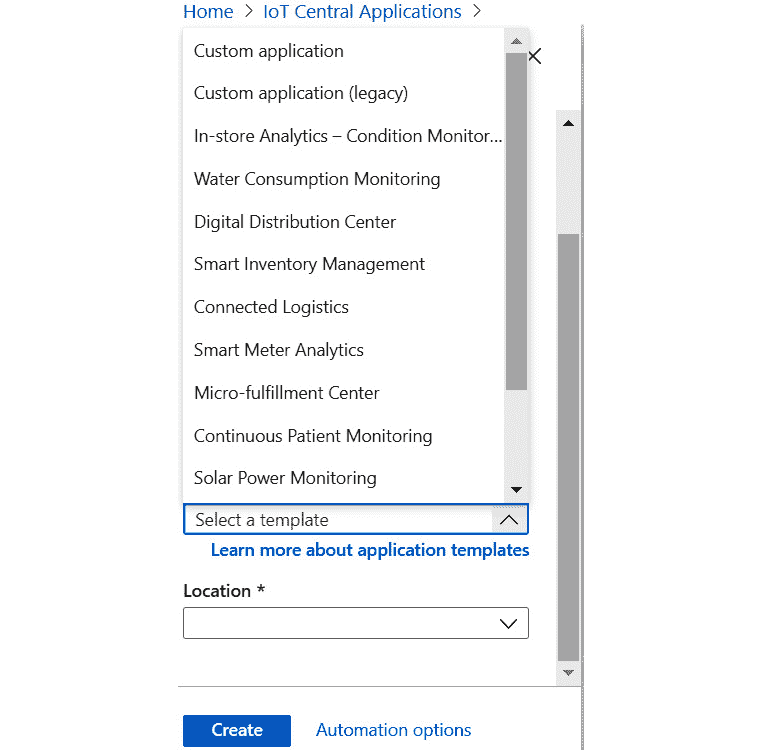 Home > IoT Central Applications >
Custom application
Custom application (legacy)
In-store Analytics – Condition Monitor...
Water Consumption Monitoring
Digital Distribution Center
Smart Inventory Management
Connected Logistics
Smart Meter Analytics
Micro-fulfillment Center
Continuous Patient Monitoring
Solar Power Monitoring
Select a template
Learn more about application templates
Location *
Create
Automation options